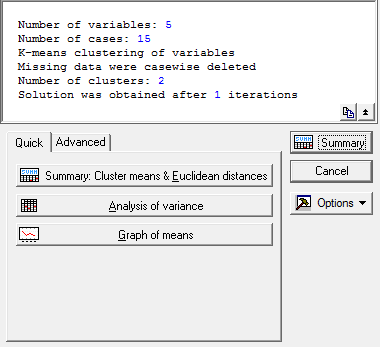 Number of variables: 5
Number of cases: 15
K-means clustering of variables
Missing data were casewise deleted
Number of clusters: 2
Solution was obtained after 1 iterations
Quick
Advanced
Summary
Summary: Cluster means & Euclidean distances
Cancel
Analysis of variance
Options
Graph of means